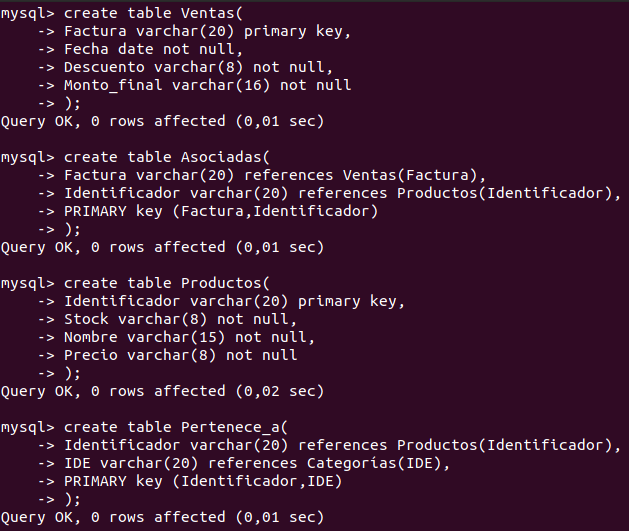 mysql> create table Ventas(
    -> Factura varchar(20) primary key,
    -> Fecha date not null,
    -> Descuento varchar(8) not null,
    -> Monto_final varchar(16) not null
    -> );
Query OK, 0 rows affected (0,01 sec)

mysql> create table Asociadas(
    -> Factura varchar(20) references Ventas(Factura),
    -> Identificador varchar(20) references Productos(Identificador),
    -> PRIMARY key (Factura,Identificador)
    -> );
Query OK, 0 rows affected (0,01 sec)

mysql> create table Productos(
    -> Identificador varchar(20) primary key,
    -> Stock varchar(8) not null,
    -> Nombre varchar(15) not null,
    -> Precio varchar(8) not null
    -> );
Query OK, 0 rows affected (0,02 sec)

mysql> create table Pertenece_a(
    -> Identificador varchar(20) references Productos(Identificador),
    -> IDE varchar(20) references Categorías(IDE),
    -> PRIMARY key (Identificador,IDE)
    -> );
Query OK, 0 rows affected (0,01 sec)